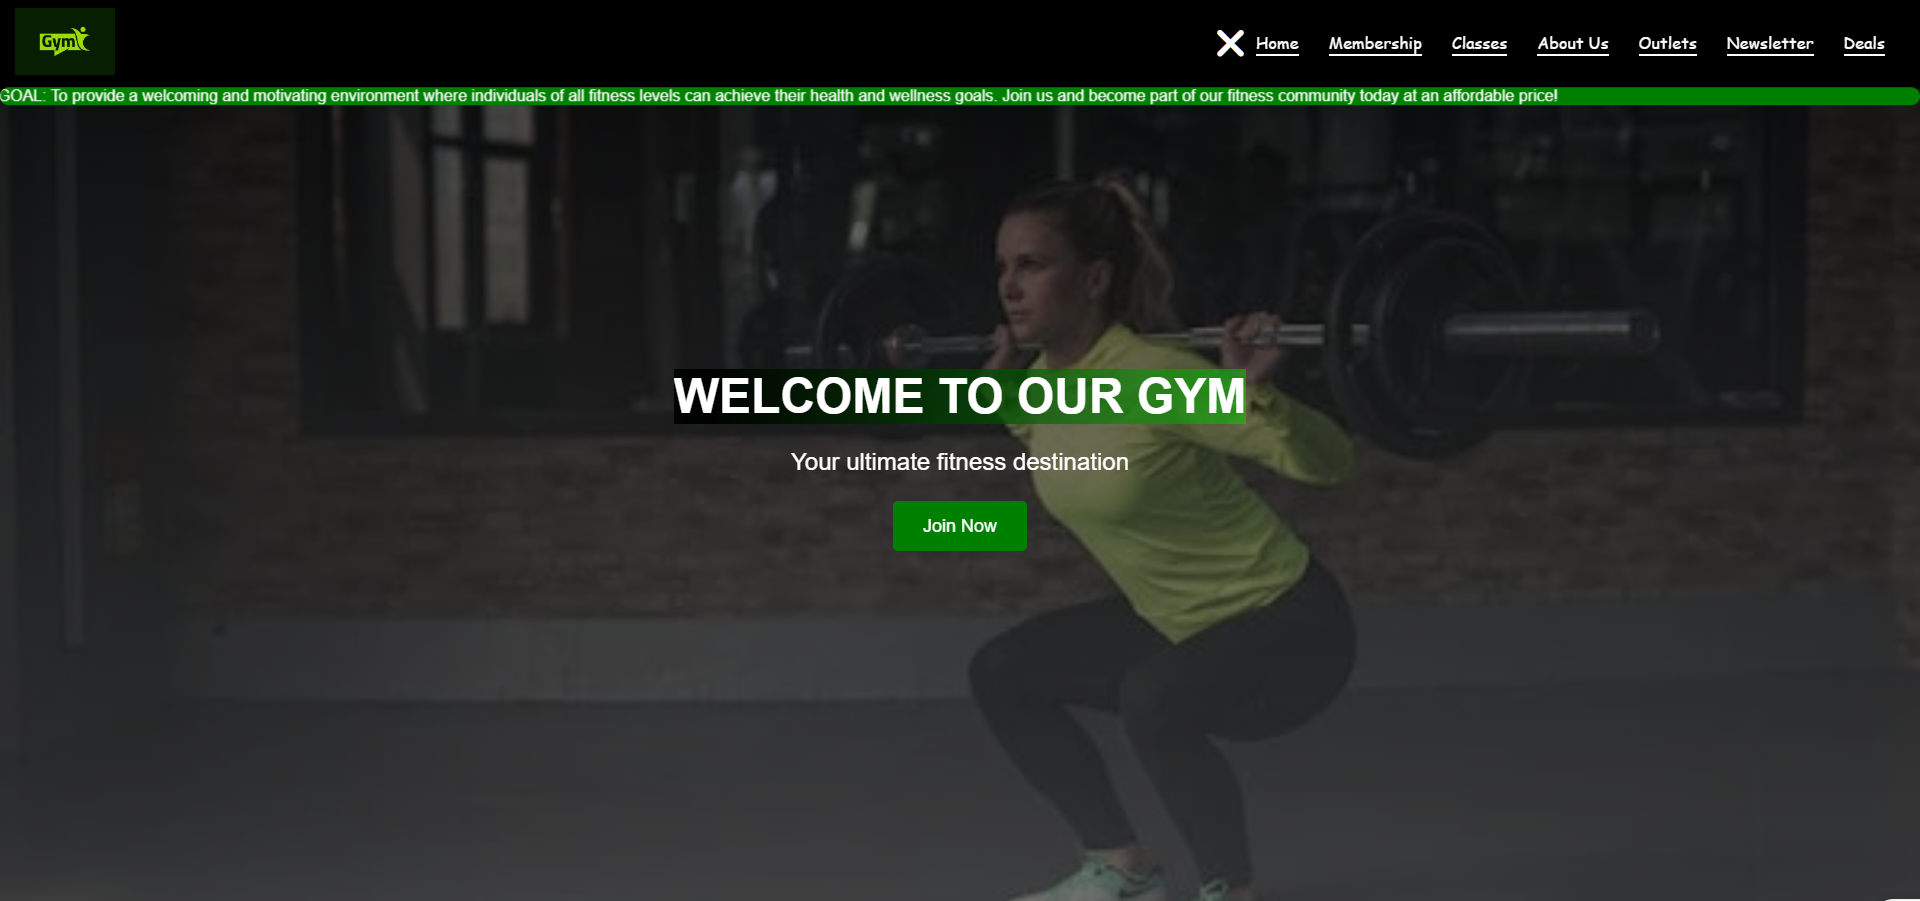 Gym
Home Membership Classes About Us Outlets Newsletter Deals
GOAL: To provide a welcoming and motivating environment where individuals of all fitness levels can achieve their health and wellness goals. Join us and become part of our fitness community today at an affordable price!
WELCOME TO OUR GYM
Your ultimate fitness destination
Join Now